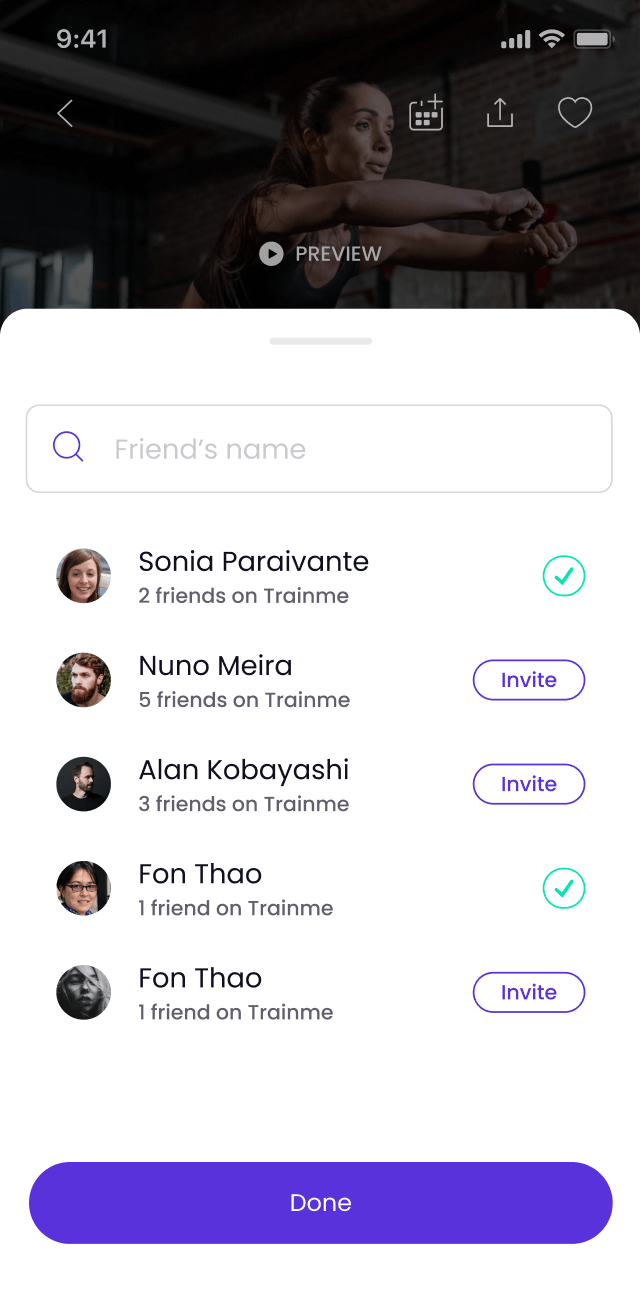 9:41
PREVIEW
Friend’s name
Sonia Paraivante
2 friends on Trainme
Nuno Meira
5 friends on Trainme
Invite
Alan Kobayashi
3 friends on Trainme
Invite
Fon Thao
1 friend on Trainme
Fon Thao
1 friend on Trainme
Invite
Done